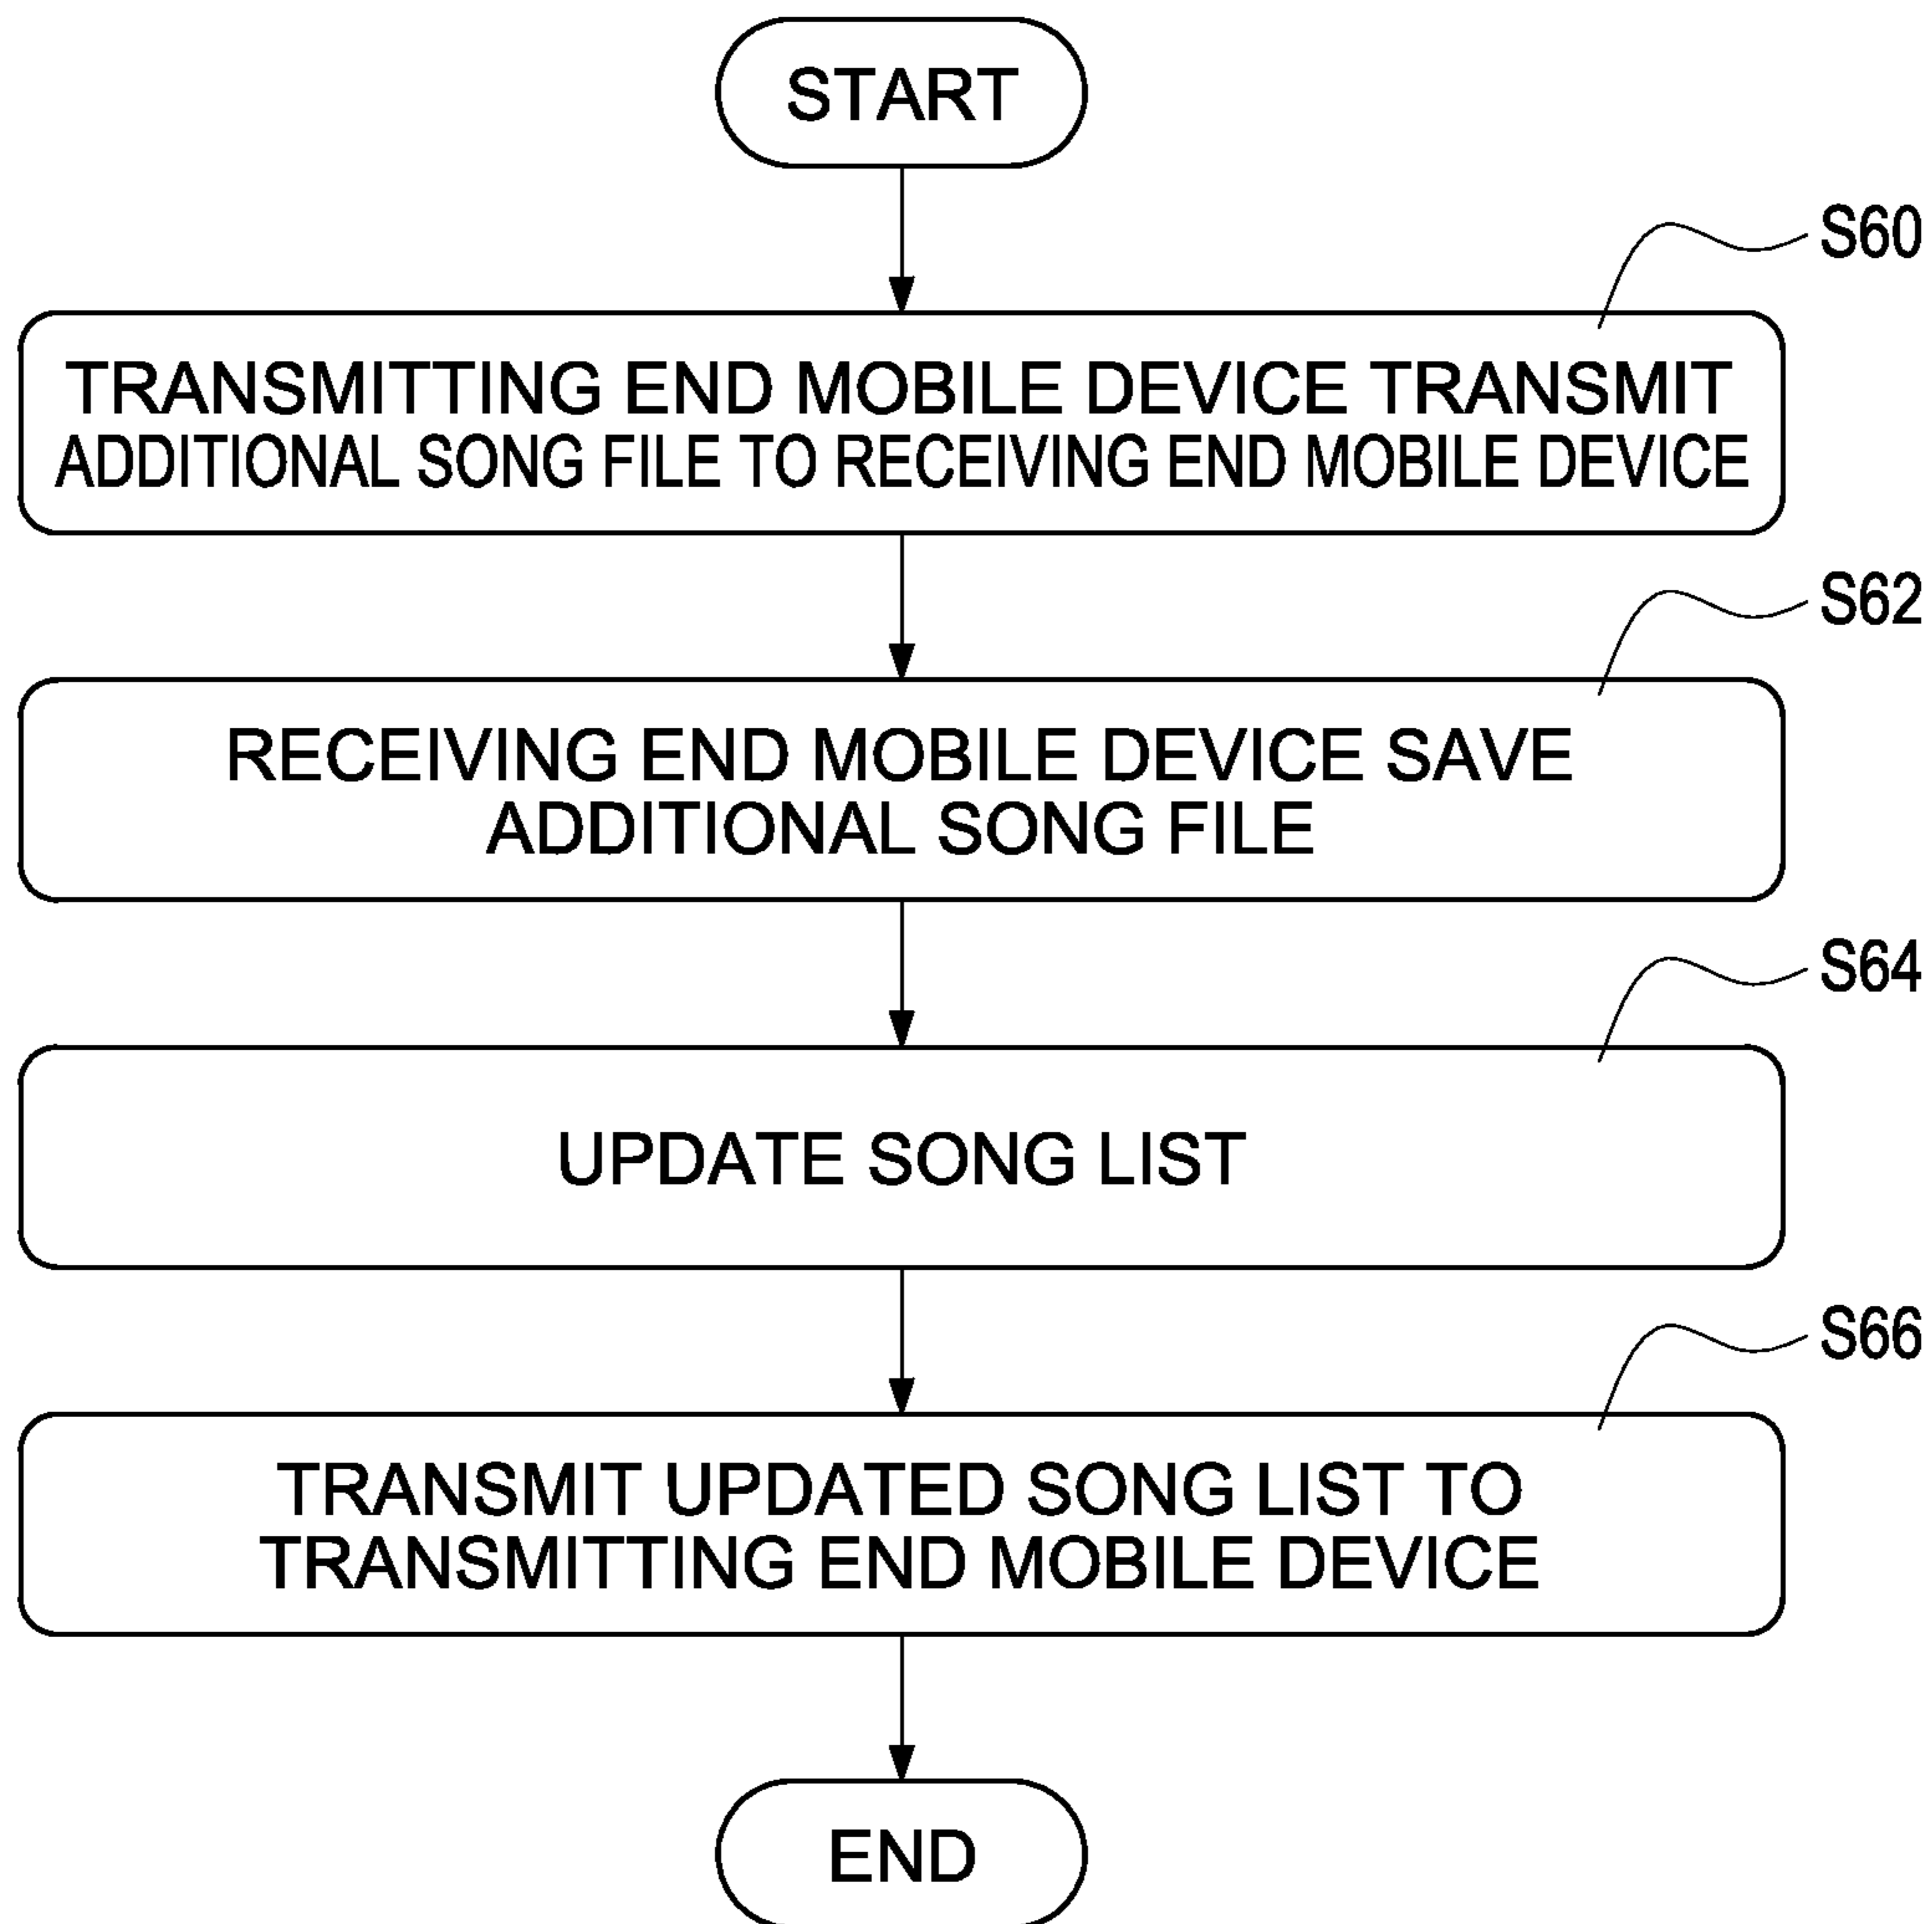 START
S60
TRANSMITTING END MOBILE DEVICE TRANSMIT
ADDITIONAL SONG FILE TO RECEIVING END MOBILE DEVICE
S62
RECEIVING END MOBILE DEVICE SAVE
ADDITIONAL SONG FILE
S64
UPDATE SONG LIST
S66
TRANSMIT UPDATED SONG LIST TO
TRANSMITTING END MOBILE DEVICE
END